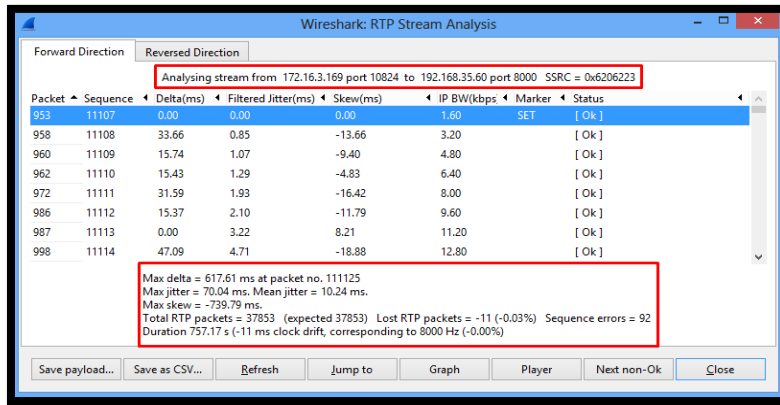 Wireshark: RTP Stream Analysis
Forward Direction Reversed Direction
Analysing stream from 172.16.3.169 port 10824 to 192.168.35.60 port 8000 SSRC = 0x6206223
Packet Sequence Delta(ms) Filtered Jitter(ms) Skew(ms) IP BW(kbps) Marker Status
953 11107 0.00 0.00 0.00 1.60 SET [ Ok ]
958 11108 33.66 0.85 -13.66 3.20 [ Ok ]
960 11109 15.74 1.07 -9.40 4.80 [ Ok ]
962 11110 15.43 1.29 -4.83 6.40 [ Ok ]
972 11111 31.59 1.93 -16.42 8.00 [ Ok ]
986 11112 15.37 2.10 -11.79 9.60 [ Ok ]
987 11113 0.00 3.22 8.21 11.20 [ Ok ]
998 11114 47.09 4.71 -18.88 12.80 [ Ok ]
Max delta = 617.61 ms at packet no. 111125
Max jitter = 70.04 ms. Mean jitter = 10.24 ms.
Max skew = -739.79 ms.
Total RTP packets = 37853 (expected 37853) Lost RTP packets = -11 (-0.03%) Sequence errors = 92
Duration 757.17 s (-11 ms clock drift, corresponding to 8000 Hz (-0.00%)
Save payload... Save as CSV... Refresh Jump to Graph Player Next non-Ok Close